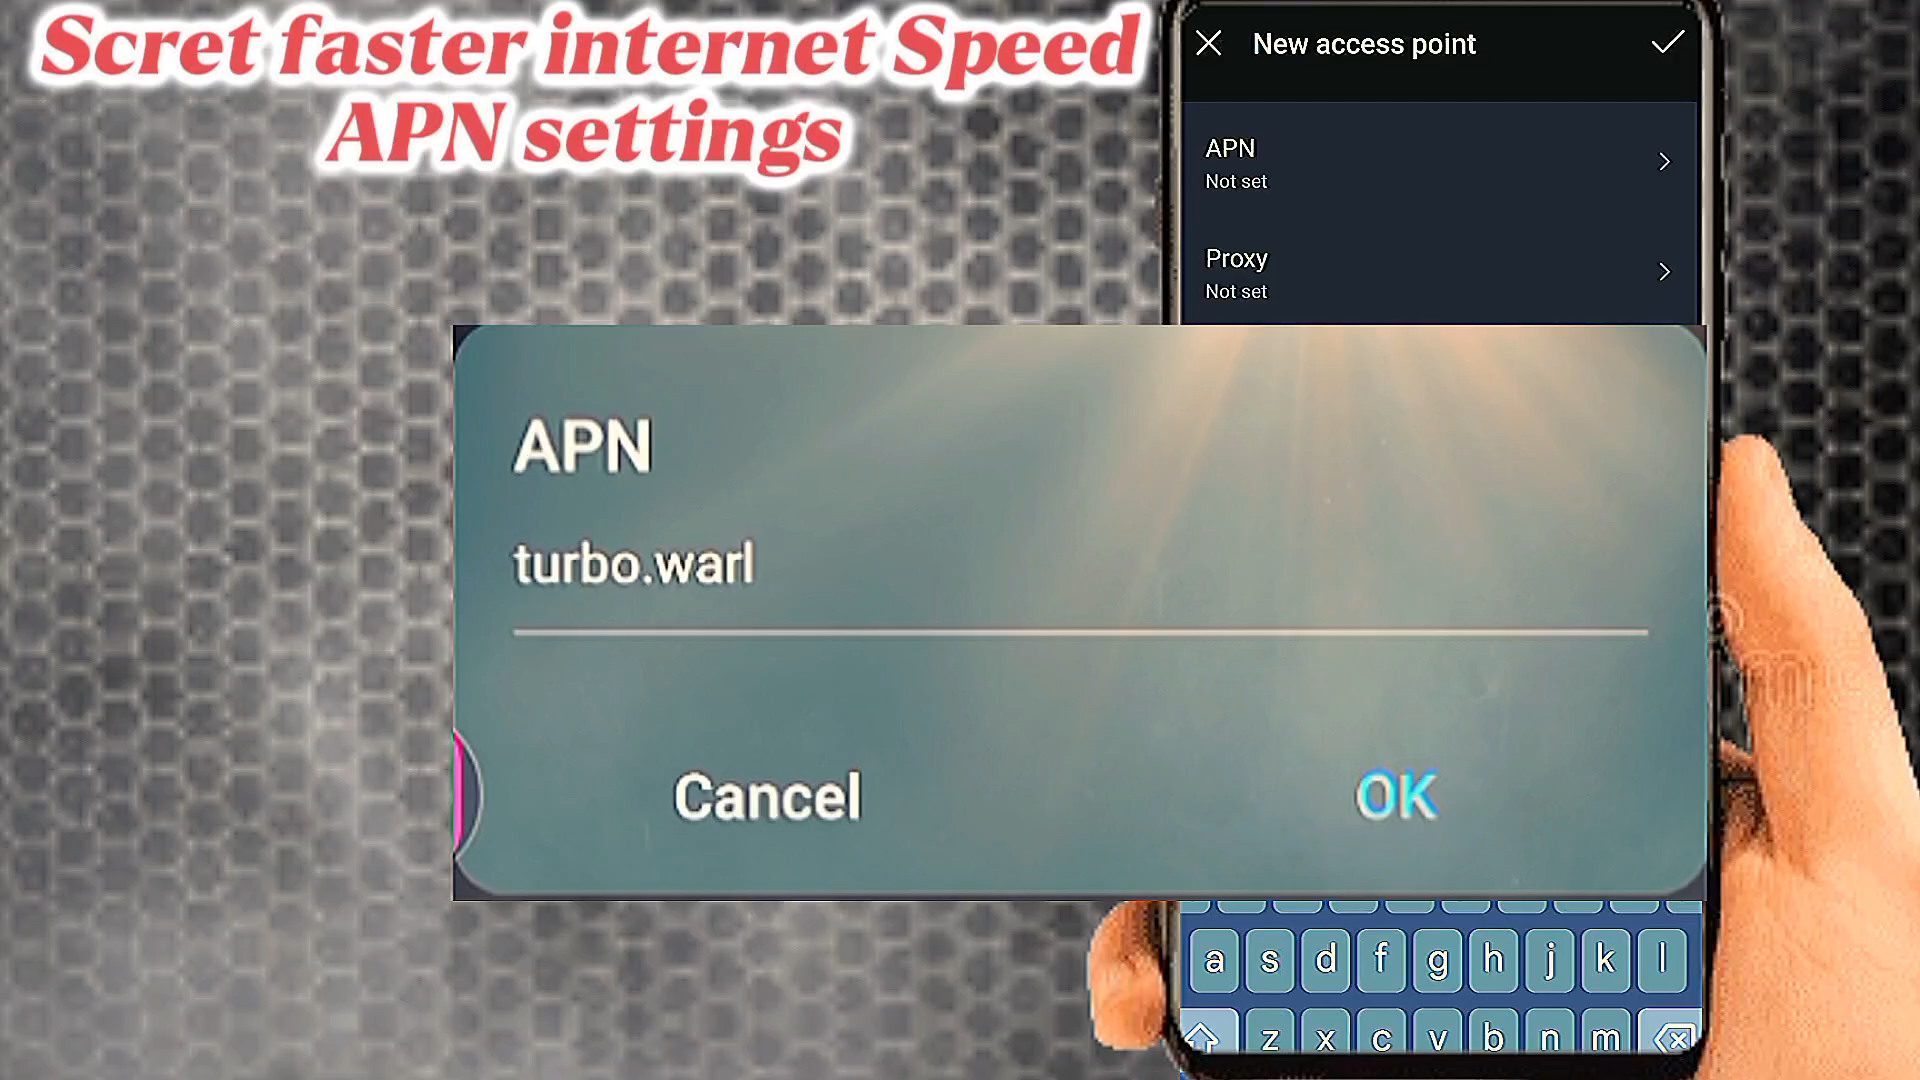 Scret faster internet Speed
APN settings
New access point
APN
Not set
Proxy
Not set
APN
turbo.warl
Cancel
OK
a s d f g h j k l
z x c v b n m